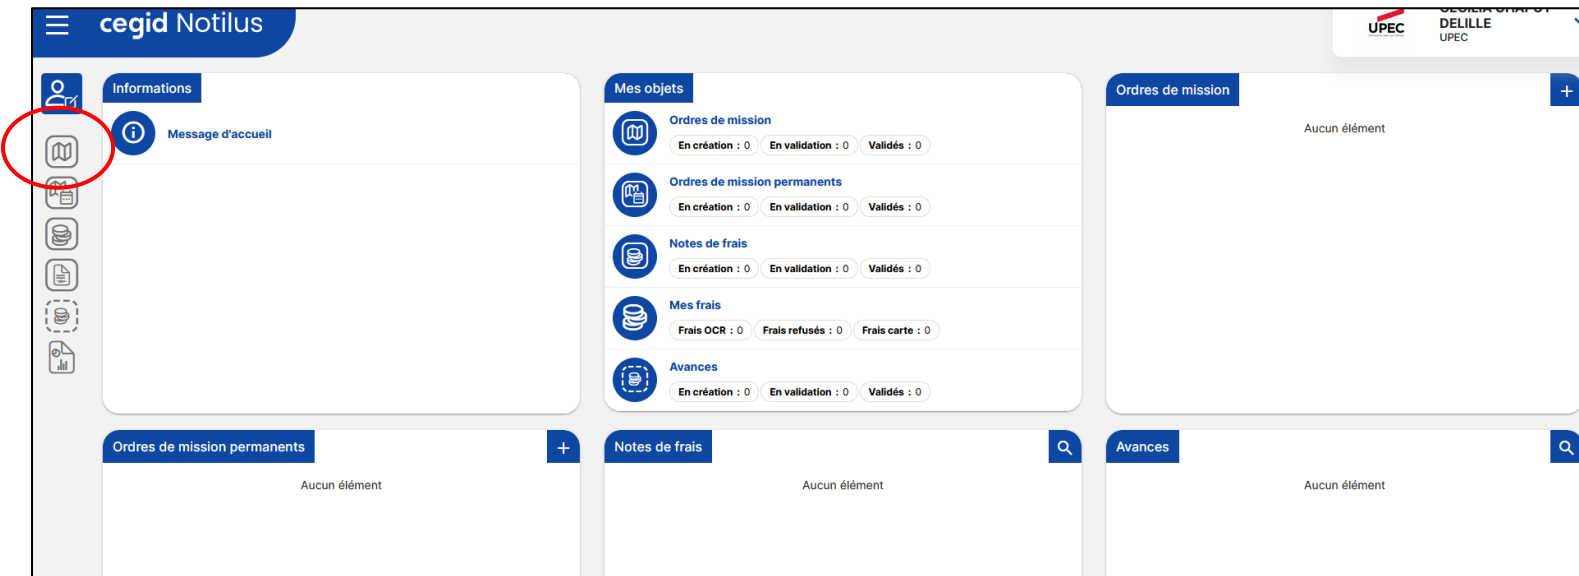 cegid Notilus
UPEC
DELILLE
UPEC
Informations
Message d'accueil
Mes objets
Ordres de mission
En création : 0 En validation : 0 Validés : 0
Ordres de mission permanents
En création : 0 En validation : 0 Validés : 0
Notes de frais
En création : 0 En validation : 0 Validés : 0
Mes frais
Frais OCR : 0 Frais refusés : 0 Frais carte : 0
Avances
En création : 0 En validation : 0 Validés : 0
Ordres de mission +
Aucun élément
Ordres de mission permanents +
Aucun élément
Notes de frais
Aucun élément
Avances
Aucun élément